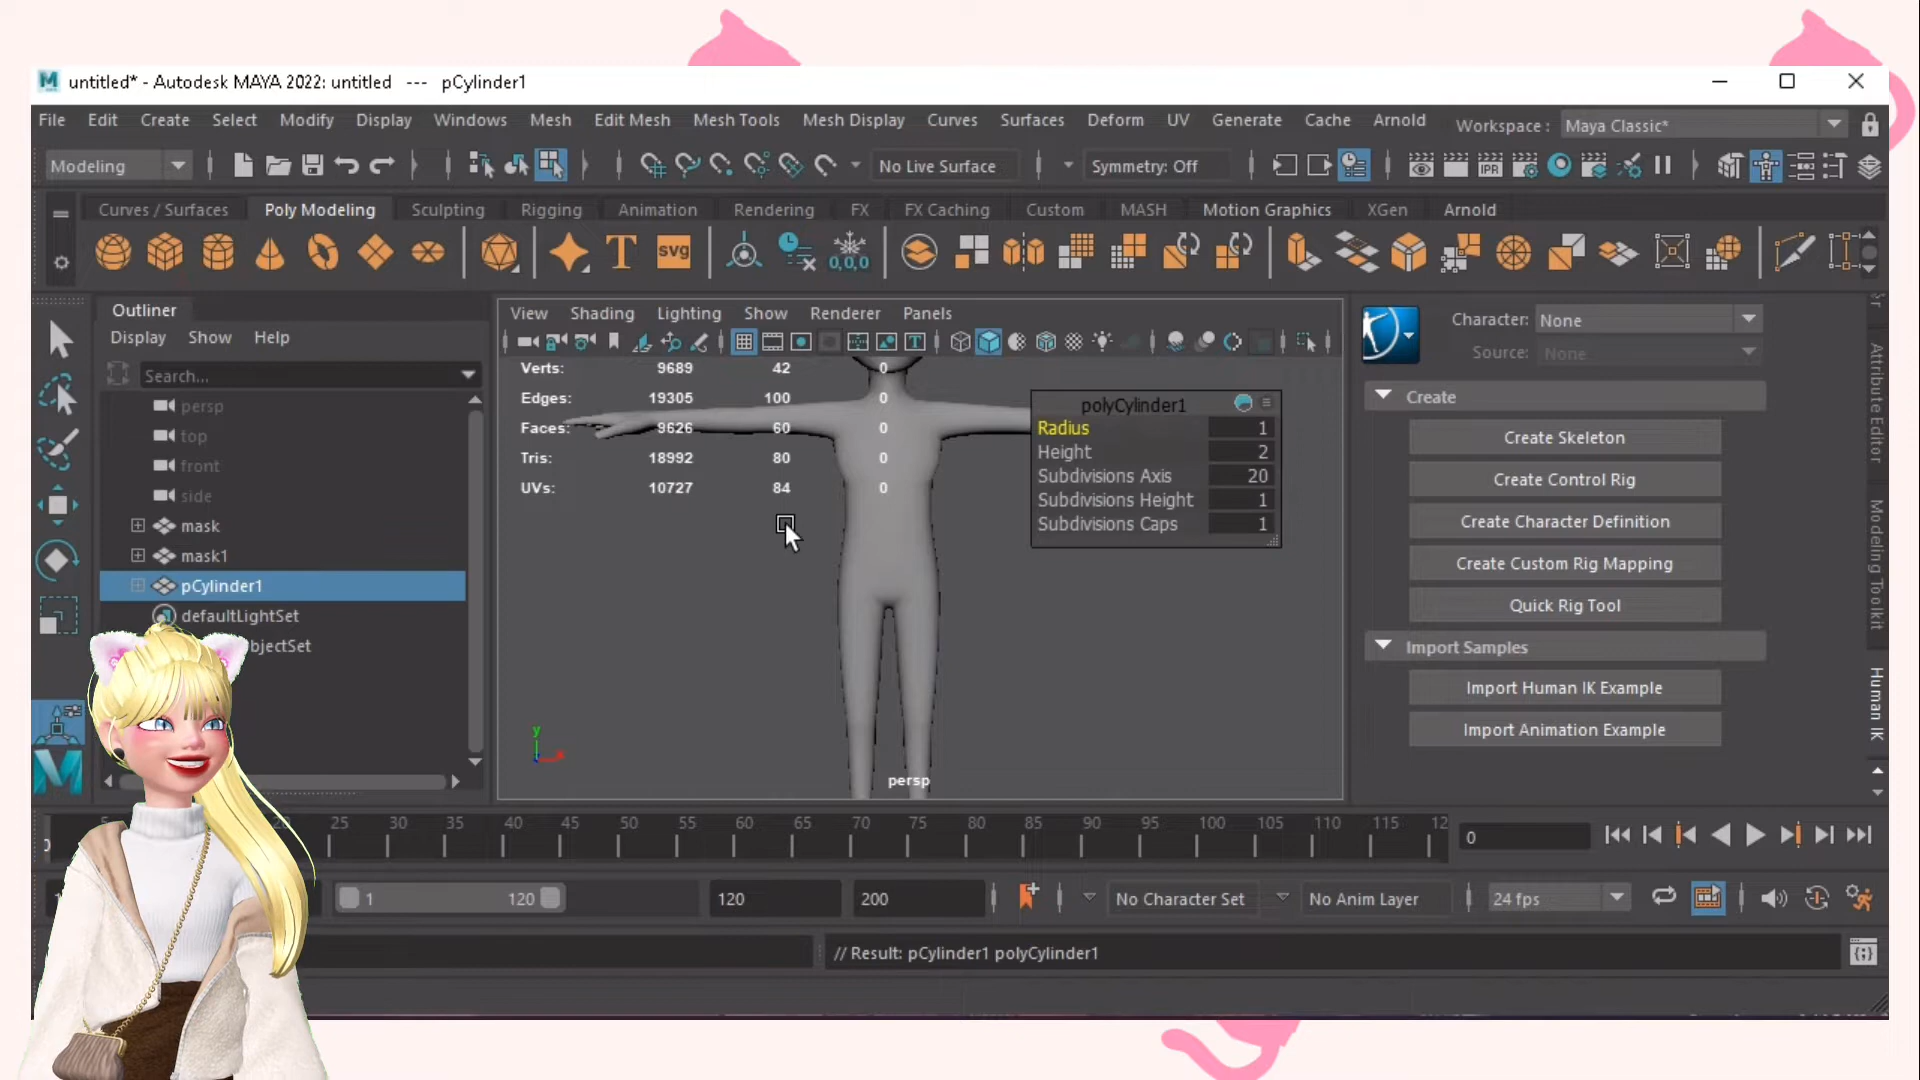 untitled* - Autodesk MAYA 2022: untitled --- pCylinder1
File Edit Create Select Modify Display Windows Mesh Edit Mesh Mesh Tools Mesh Display Curves Surfaces Deform UV Generate Cache Arnold Workspace : Maya Classic*
Modeling No Live Surface Symmetry: Off IPR
Curves / Surfaces Poly Modeling Sculpting Rigging Animation Rendering FX FX Caching Custom MASH Motion Graphics XGen Arnold
T svg 0,0,0
Outliner
Display Show Help
Search...
persp
top
front
side
mask
mask1
pCylinder1
defaultLightSet
bjectSet
View Shading Lighting Show Renderer Panels
Verts: 9689 42 0
Edges: 19305 100 0
Faces: 9626 60 0
Tris: 18992 80 0
UVs: 10727 84 0
polyCylinder1
Radius 1
Height 2
Subdivisions Axis 20
Subdivisions Height 1
Subdivisions Caps 1
y
persp
Character: None
Source: None
Create
Create Skeleton
Create Control Rig
Create Character Definition
Create Custom Rig Mapping
Quick Rig Tool
Import Samples
Import Human IK Example
Import Animation Example
Attribute Editor
Modeling Toolkit
Human IK
25 30 35 40 45 50 55 60 65 70 75 80 85 90 95 100 105 110 115 12
0
1 120 120 200 No Character Set No Anim Layer 24 fps
// Result: pCylinder1 polyCylinder1